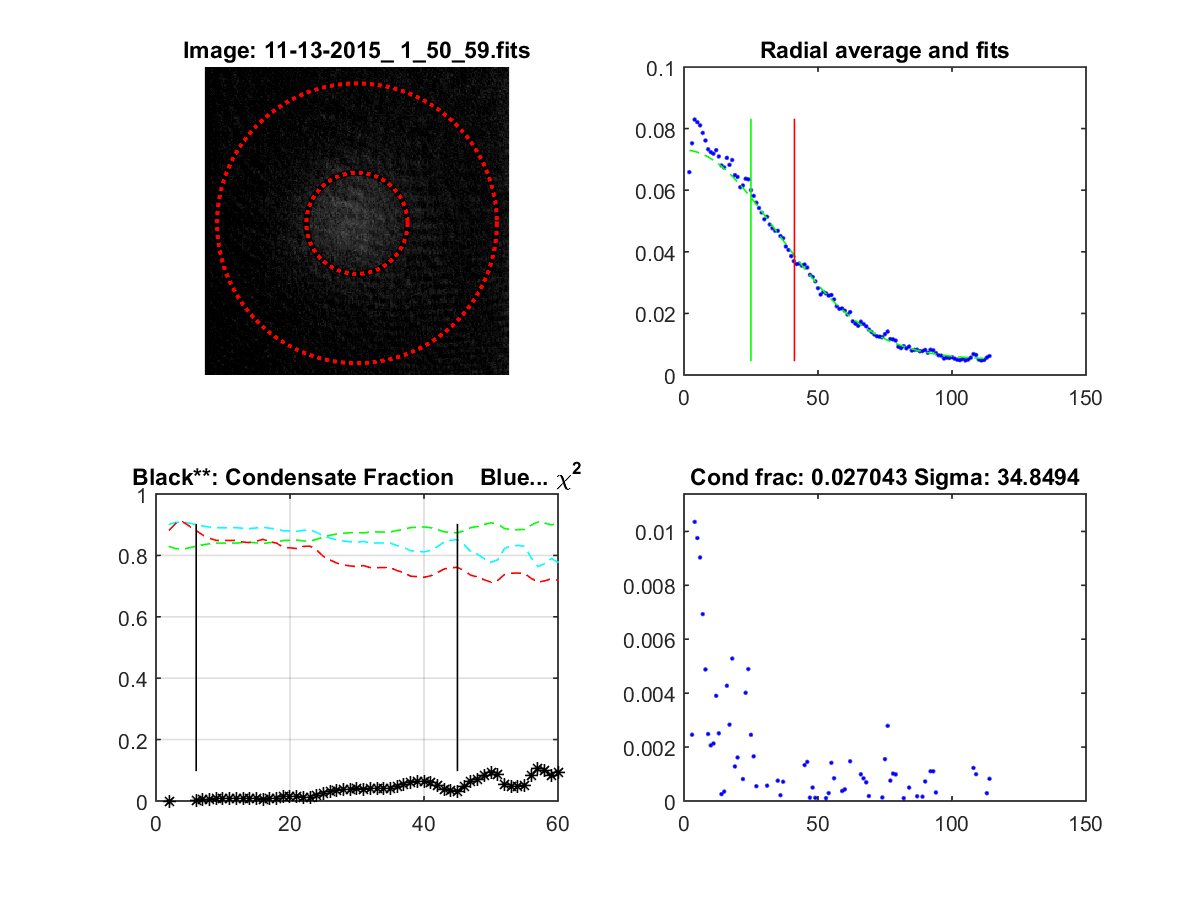 Image: 11-13-2015_ 1_50_59.fits
Radial average and fits
0.1
0.08
0.06
0.04
0.02
0
0 50 100 150
Black**: Condensate Fraction Blue... χ²
1
0.8
0.6
0.4
0.2
0
0 20 40 60
Cond frac: 0.027043 Sigma: 34.8494
0.01
0.008
0.006
0.004
0.002
0
0 50 100 150